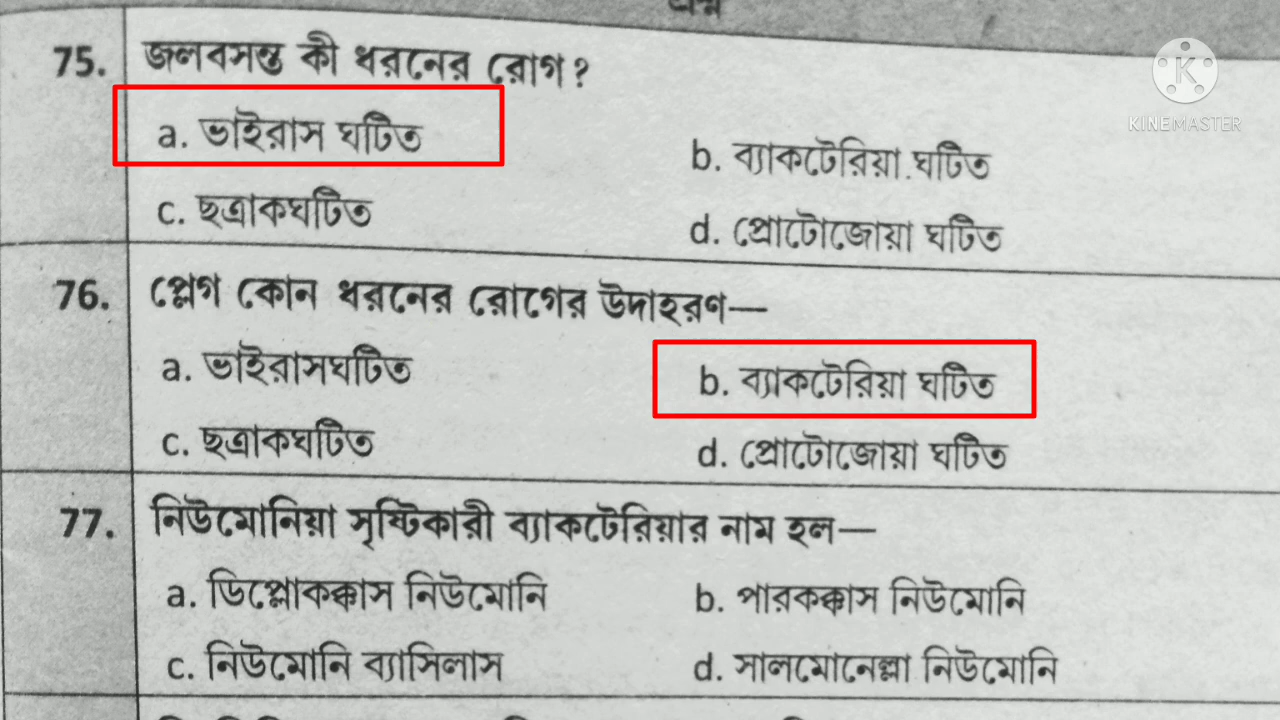 প্রশ্ন
75. জলবসন্ত কী ধরনের রোগ?
a. ভাইরাস ঘটিত
b. ব্যাকটেরিয়া ঘটিত
c. ছত্রাকঘটিত
d. প্রোটোজোয়া ঘটিত
76. প্লেগ কোন ধরনের রোগের উদাহরণ—
a. ভাইরাসঘটিত
b. ব্যাকটেরিয়া ঘটিত
c. ছত্রাকঘটিত
d. প্রোটোজোয়া ঘটিত
77. নিউমোনিয়া সৃষ্টিকারী ব্যাকটেরিয়ার নাম হল—
a. ডিপ্লোকক্কাস নিউমোনি
b. পারকক্কাস নিউমোনি
c. নিউমোনি ব্যাসিলাস
d. সালমোনেল্লা নিউমোনি
K
KINEMASTER